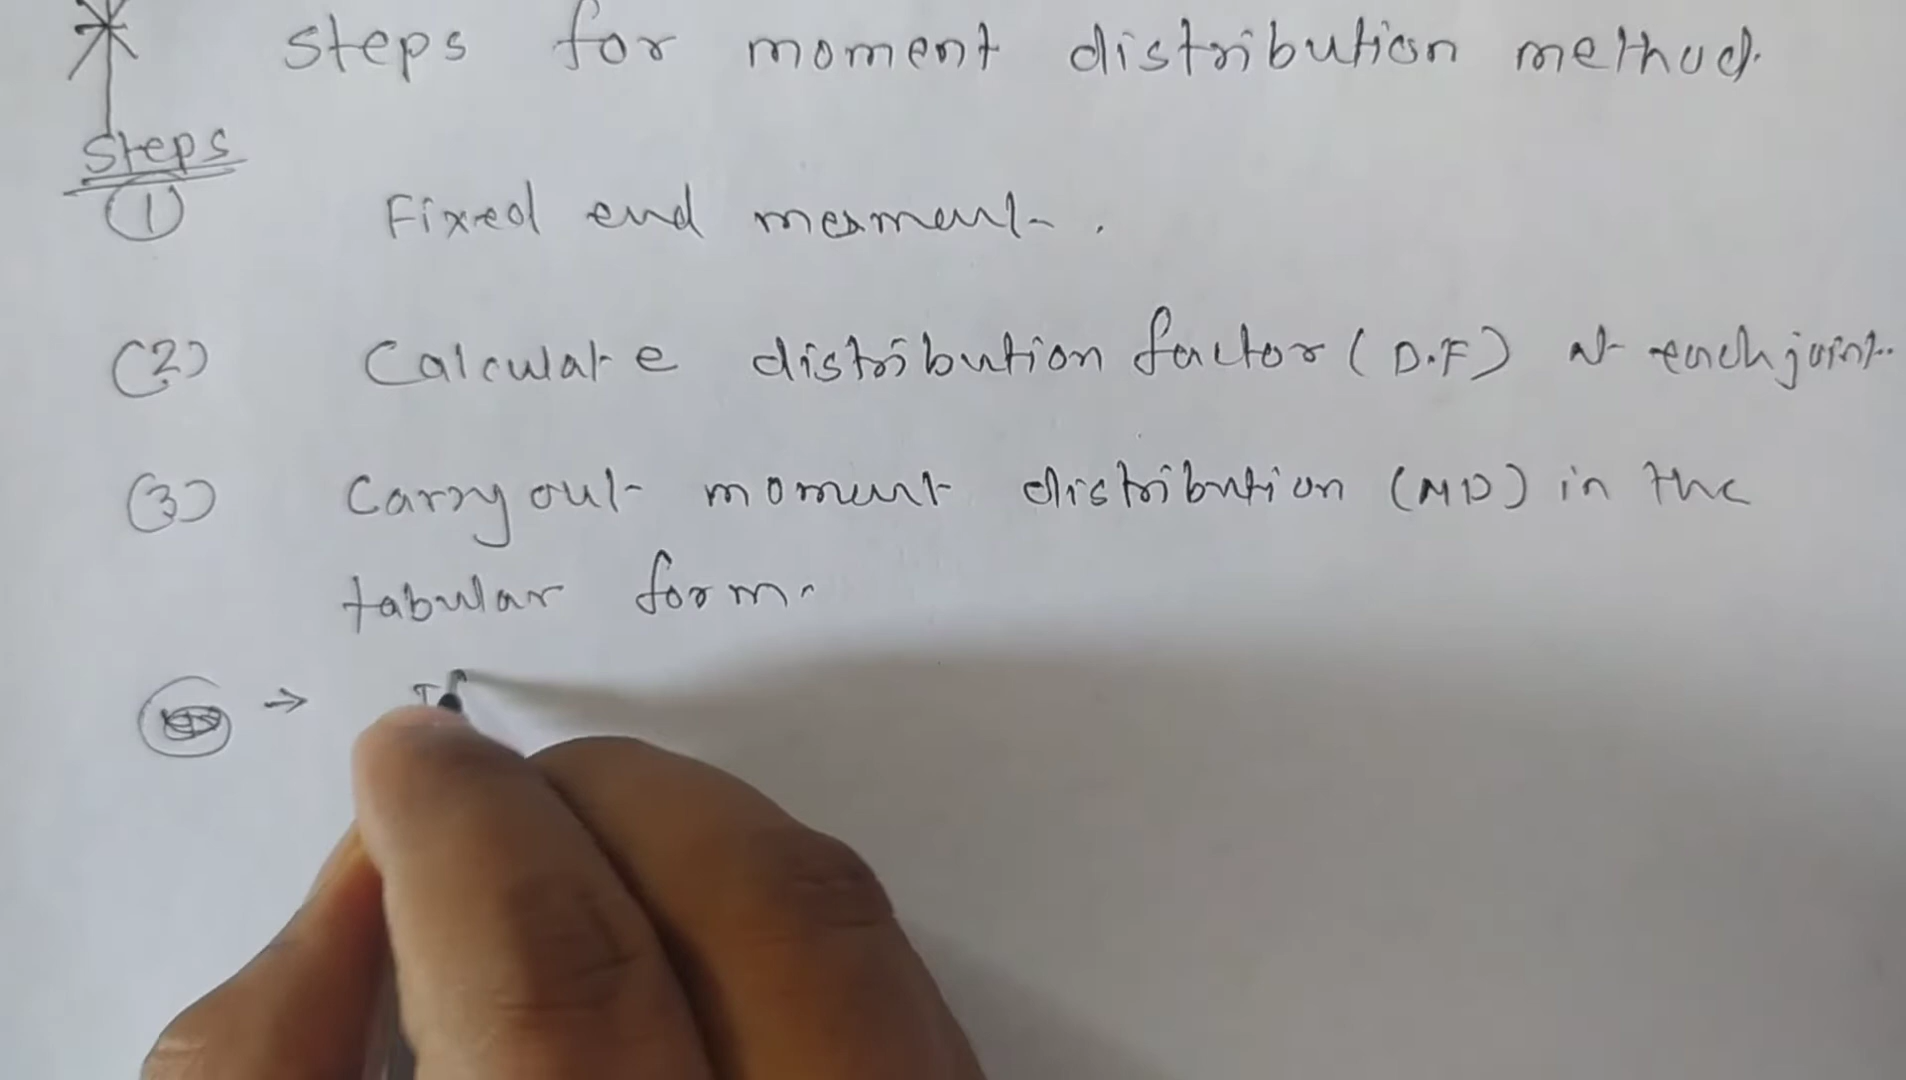 steps for moment distribution method.
Steps
(1) Fixed end moment.
(2) Calculate distribution factor (D.F) at each joint.
(3) Carry out moment distribution (MD) in the
tabular form.
→ If